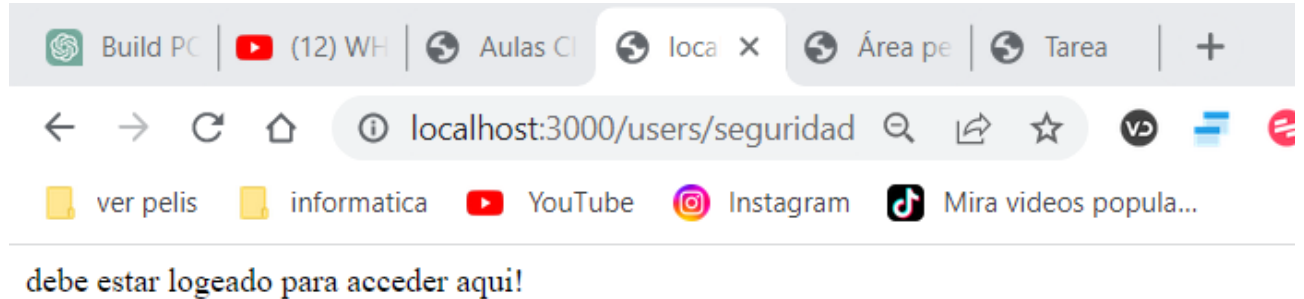 Build PC (12) WH Aulas Cl loca Área pe Tarea
localhost:3000/users/seguridad
ver pelis informatica YouTube Instagram Mira videos popula...
debe estar logeado para acceder aqui!